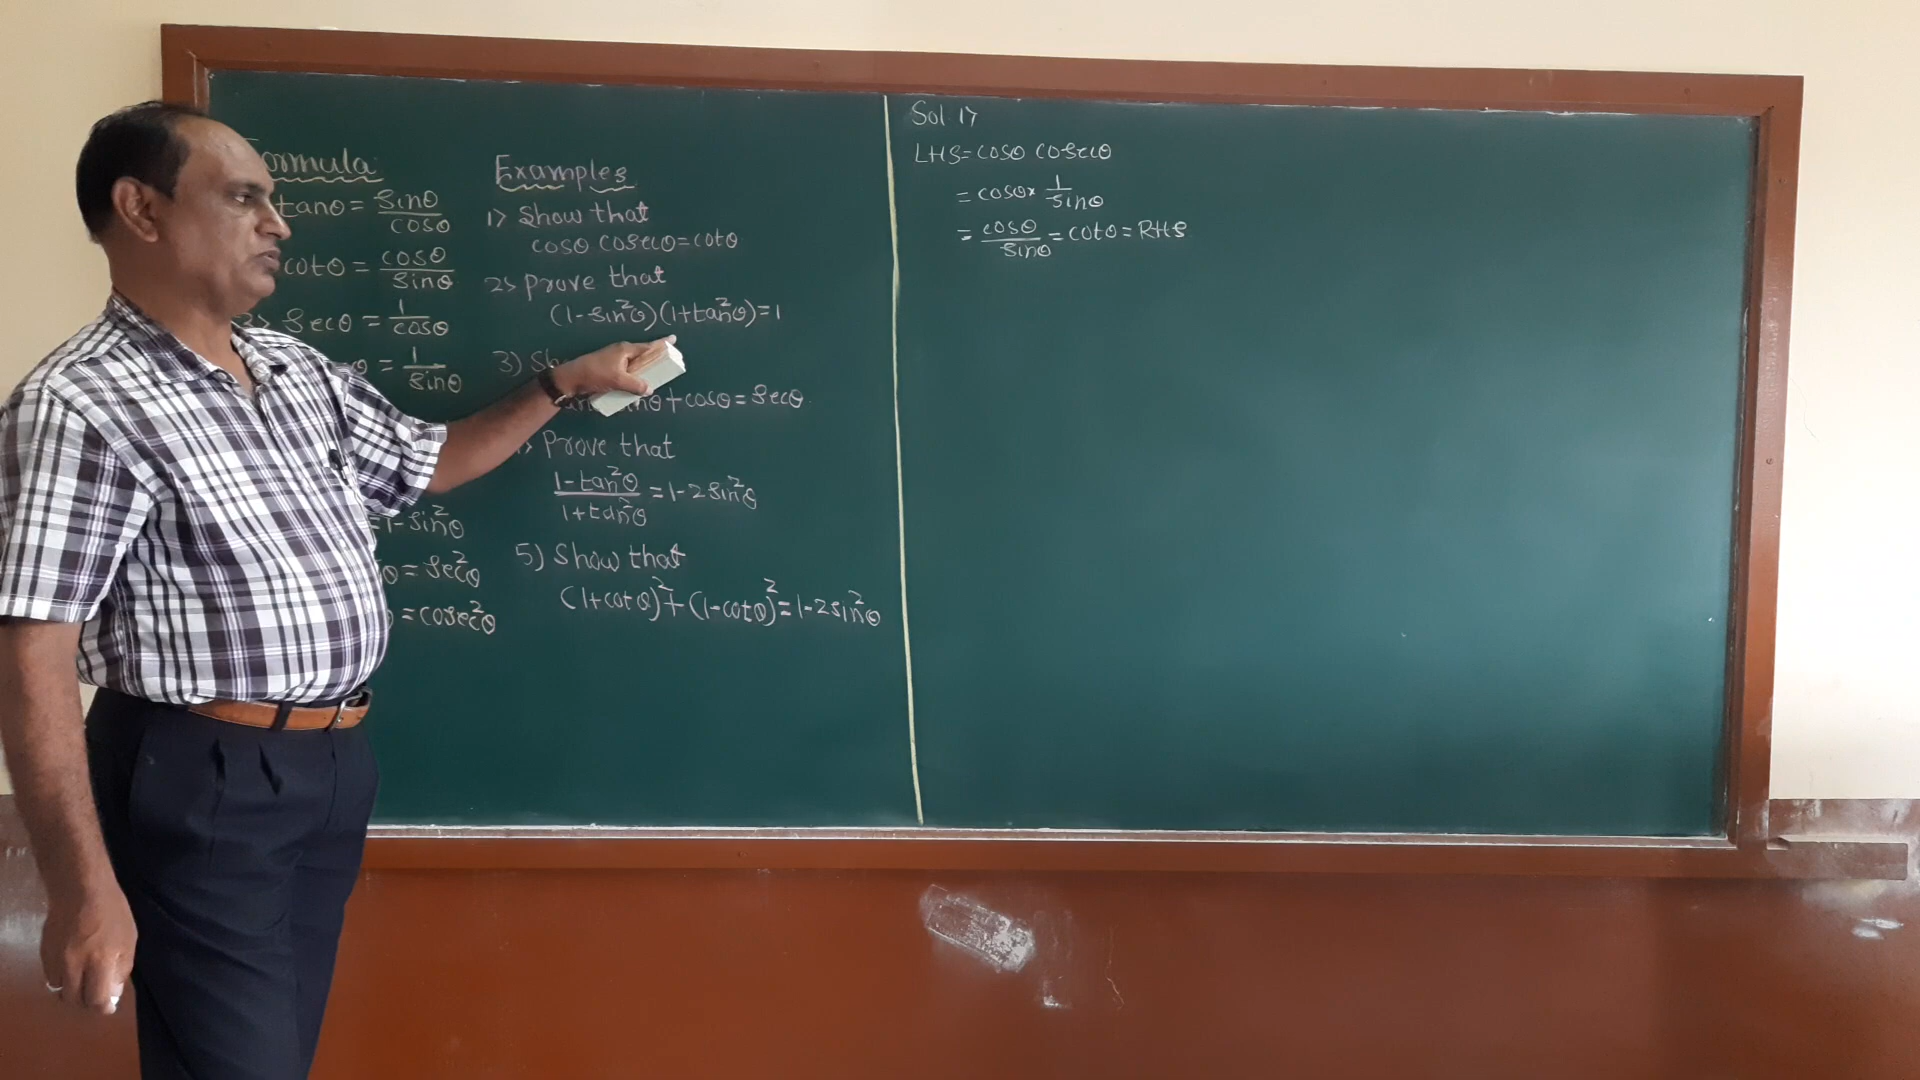 Formula:
tanθ = sinθ/cosθ
cotθ = cosθ/sinθ
3> secθ = 1/cosθ
θ = 1/sinθ
= 1-sin²θ
θ = sec²θ
= cosec²θ
Examples
1> Show that
cosθ cosecθ = cotθ
2> Prove that
(1-sin²θ)(1+tan²θ)=1
3) Sh
θ+cosθ = secθ
> Prove that
1-tan²θ/1+tan²θ = 1-2sin²θ
5) Show that
(1+cotθ)²+(1-cotθ)²=1-2sin²θ
Sol 1>
LHS=cosθ cosecθ
= cosθ× 1/sinθ
= cosθ/sinθ = cotθ = RHS